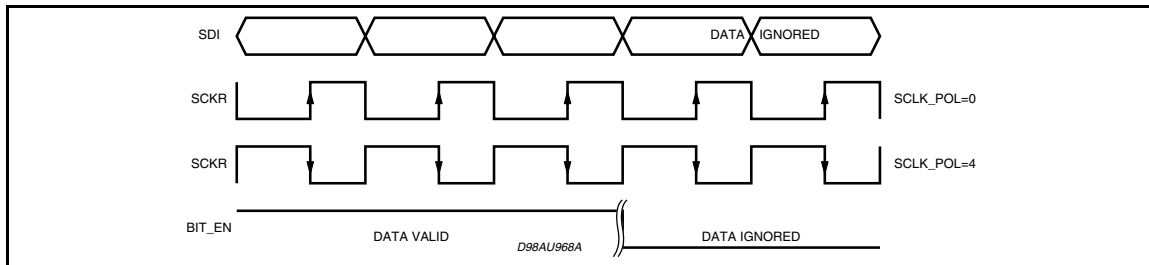 SDI
DATA IGNORED
SCKR
SCLK_POL=0
SCKR
SCLK_POL=4
BIT_EN
DATA VALID
D98AU968A
DATA IGNORED